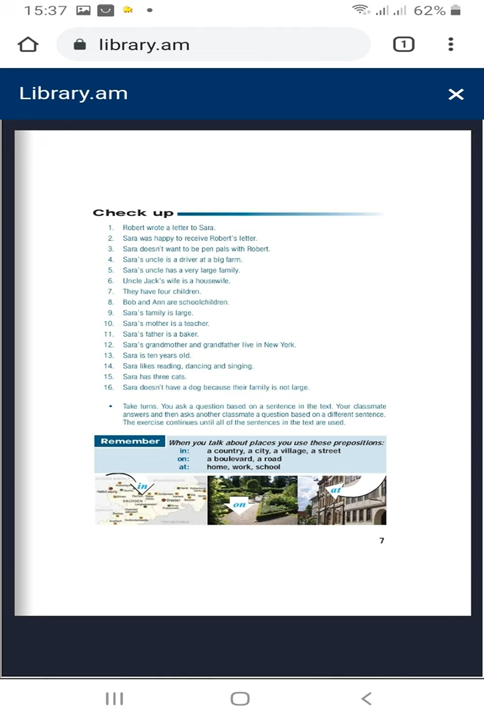 15:37
62%
library.am
1
Library.am
Check up
1. Robert wrote a letter to Sara.
2. Sara was happy to receive Robert's letter.
3. Sara doesn't want to be pen pals with Robert.
4. Sara's uncle is a driver at a big farm.
5. Sara's uncle has a very large family.
6. Uncle Jack's wife is a housewife.
7. They have four children.
8. Bob and Ann are schoolchildren.
9. Sara's family is large.
10. Sara's mother is a teacher.
11. Sara's father is a baker.
12. Sara's grandmother and grandfather live in New York.
13. Sara is ten years old.
14. Sara likes reading, dancing and singing.
15. Sara has three cats.
16. Sara doesn't have a dog because their family is not large.
• Take turns. You ask a question based on a sentence in the text. Your classmate
answers and then asks another classmate a question based on a different sentence.
The exercise continues until all of the sentences in the text are used.
Remember When you talk about places you use these prepositions:
in: a country, a city, a village, a street
on: a boulevard, a road
at: home, work, school
in
on
at
7